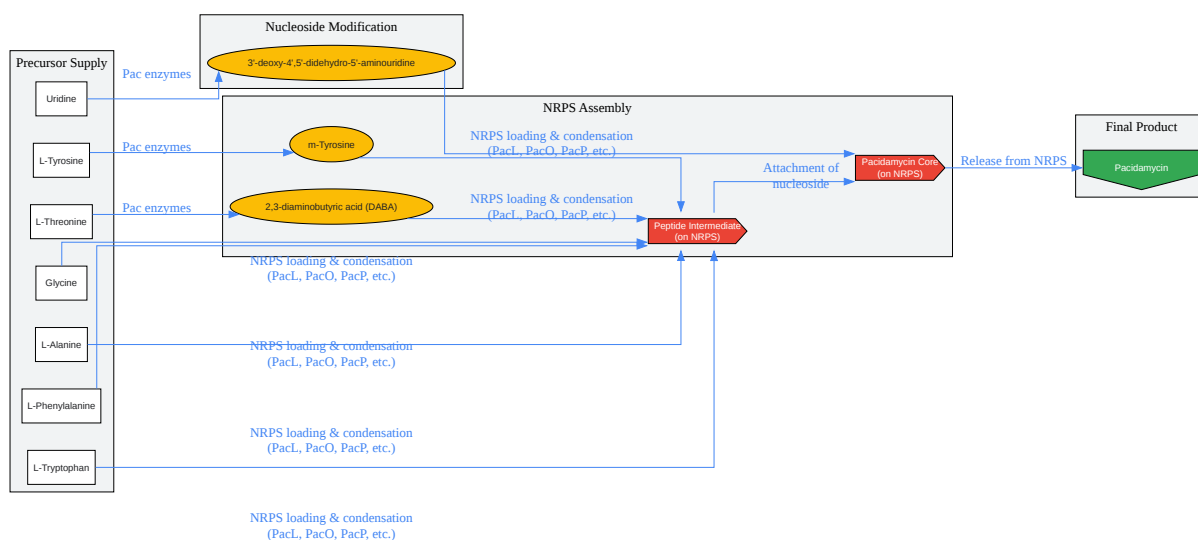 Nucleoside Modification
3'-deoxy-4',5'-didehydro-5'-aminouridine
Precursor Supply
Pac enzymes
Uridine
NRPS Assembly
Final Product
NRPS loading & condensation
(PacL, PacO, PacP, etc.)
m-Tyrosine
Pac enzymes
L-Tyrosine
Attachment of
nucleoside
Pacidamycin Core
(on NRPS)
Release from NRPS
Pacidamycin
NRPS loading & condensation
(PacL, PacO, PacP, etc.)
2,3-diaminobutyric acid (DABA)
Pac enzymes
L-Threonine
Peptide Intermediate
(on NRPS)
NRPS loading & condensation
(PacL, PacO, PacP, etc.)
Glycine
L-Alanine
NRPS loading & condensation
(PacL, PacO, PacP, etc.)
L-Phenylalanine
NRPS loading & condensation
(PacL, PacO, PacP, etc.)
L-Tryptophan
NRPS loading & condensation
(PacL, PacO, PacP, etc.)